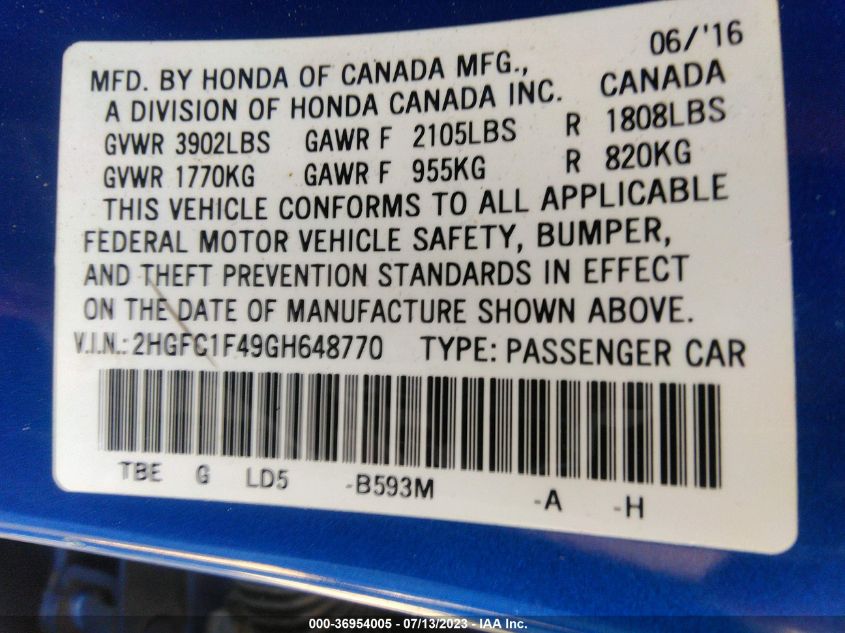 06/'16
MFD. BY HONDA OF CANADA MFG., CANADA
A DIVISION OF HONDA CANADA INC.
GVWR 3902LBS GAWR F 2105LBS R 1808LBS
GVWR 1770KG GAWR F 955KG R 820KG
THIS VEHICLE CONFORMS TO ALL APPLICABLE
FEDERAL MOTOR VEHICLE SAFETY, BUMPER,
AND THEFT PREVENTION STANDARDS IN EFFECT
ON THE DATE OF MANUFACTURE SHOWN ABOVE.
V.I.N.: 2HGFC1F49GH648770 TYPE: PASSENGER CAR
TBE G LD5 -B593M -A -H
000-36954005 - 07/13/2023 - IAA Inc.